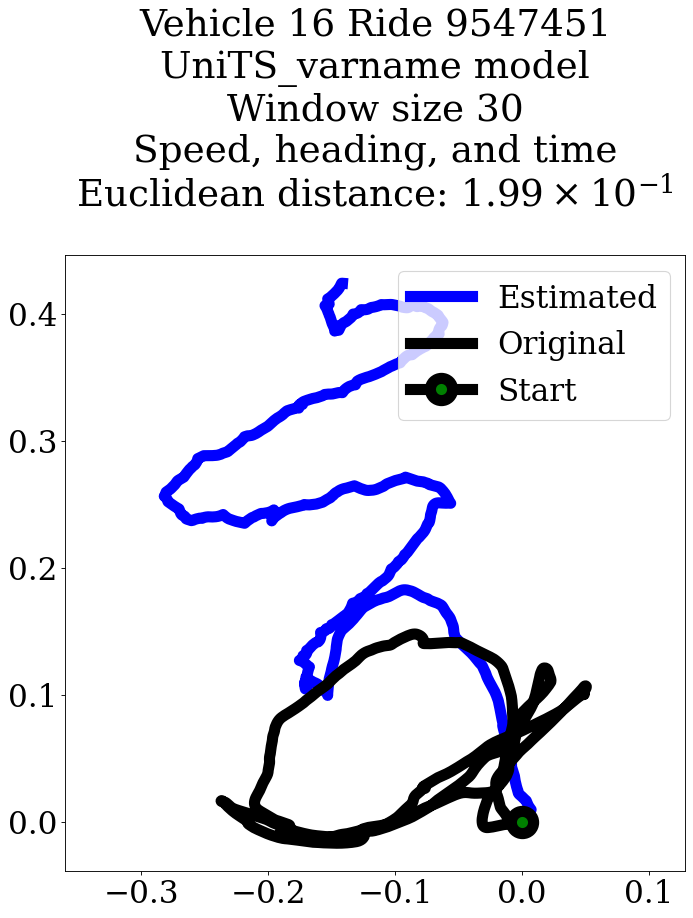 Vehicle 16 Ride 9547451
UniTS_varname model
Window size 30
Speed, heading, and time
Euclidean distance: $1.99 \times 10^{-1}$
Estimated
Original
Start
0.4
0.3
0.2
0.1
0.0
−0.3 −0.2 −0.1 0.0 0.1